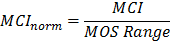 MCI_norm = MCI / MOS Range